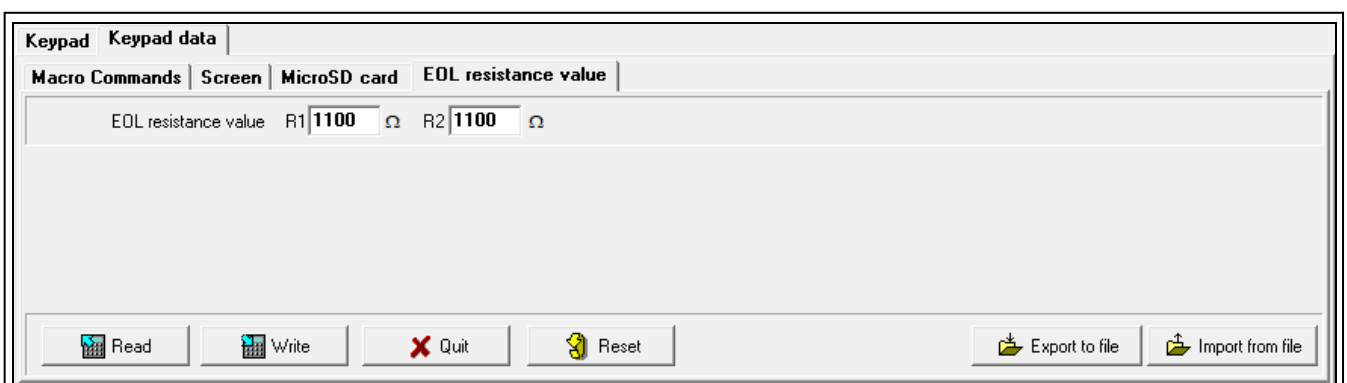 Keypad Keypad data
Macro Commands Screen MicroSD card EOL resistance value
EOL resistance value R1 1100 Ω R2 1100 Ω
Read Write Quit Reset Export to file Import from file